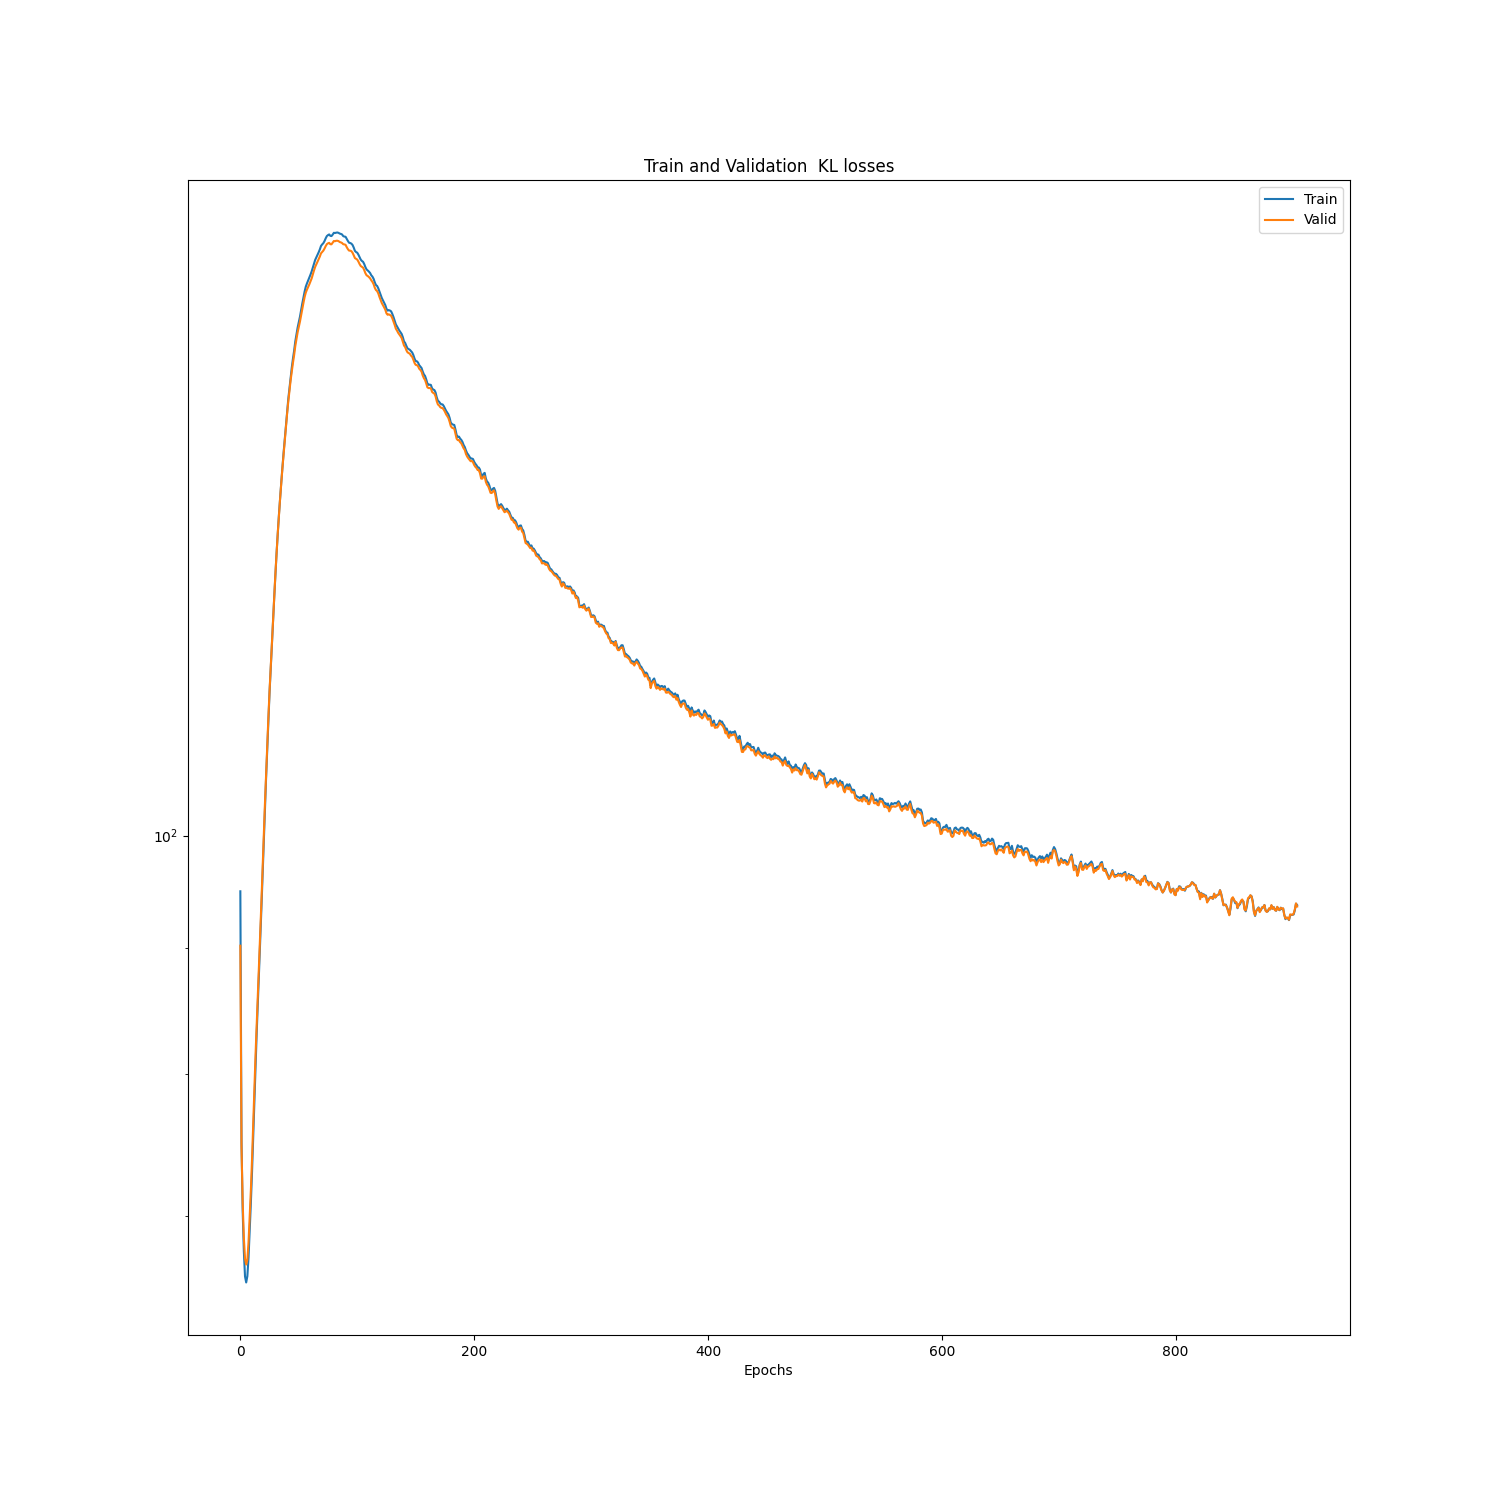 Train and Validation  KL losses
Train
Valid
10²
0 200 400 600 800
Epochs